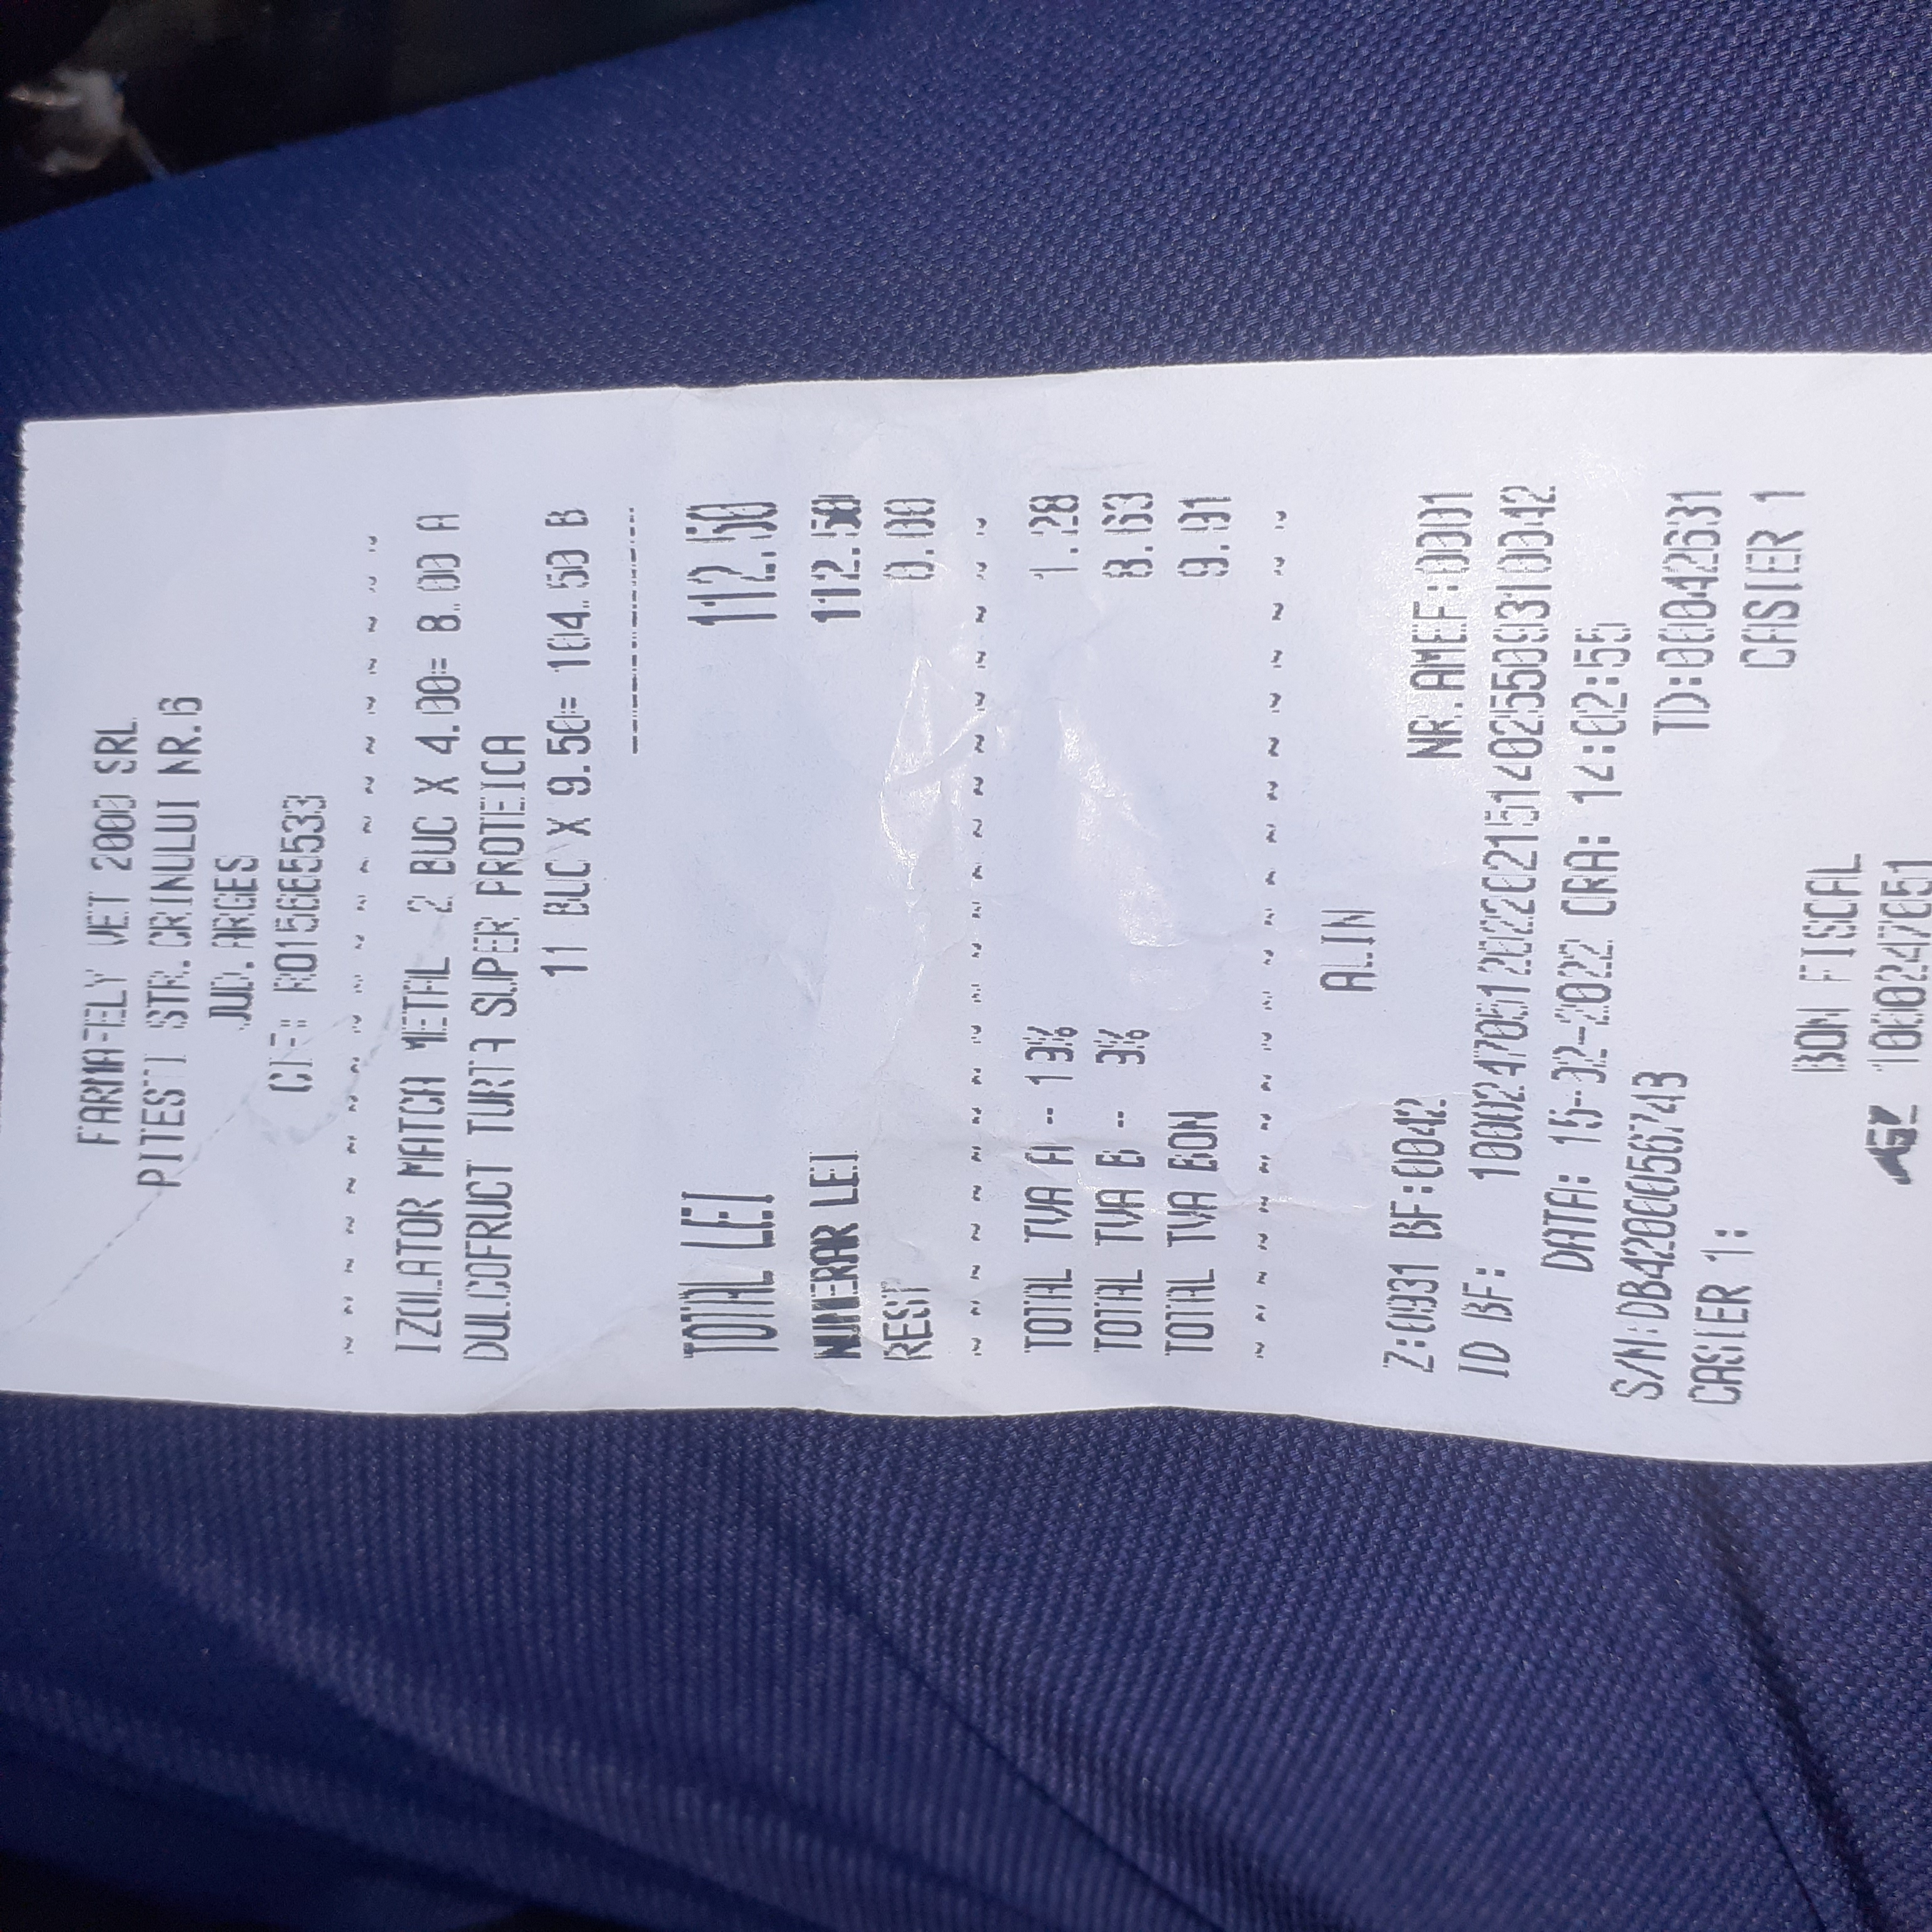 FARMAVELY VET 2000 SRL
PITESTI STR.CRINULUI NR.6
JUD.ARGES
CIF: RO15665533
~ ~ ~ ~ ~ ~ ~ ~ ~ ~ ~ ~ ~
IZOLATOR MATCA METAL 2 BUC X 4.00= 8.00 A
DULCOFRUCT TURTA SUPER PROTEICA
11 BUC X 9.50= 104.50 B
TOTAL LEI 112.50
NUMERAR LEI 112.50
REST 0.00
~ ~ ~ ~ ~ ~ ~ ~ ~ ~ ~ ~ ~
TOTAL TVA A -- 19% 1.28
TOTAL TVA B -- 9% 8.63
TOTAL TVA BON 9.91
~ ~ ~ ~ ~ ~ ~ ~ ~ ~ ~ ~ ~
ALIN
Z:0931 BF:0042 NR.AMEF:0001
ID BF: 10002470512022021514025509310042
DATA: 15-02-2022 ORA: 14:02:55
S/N:DB4200056743 TD:00042631
CASIER 1: CASIER 1
BON FISCAL
1000247051